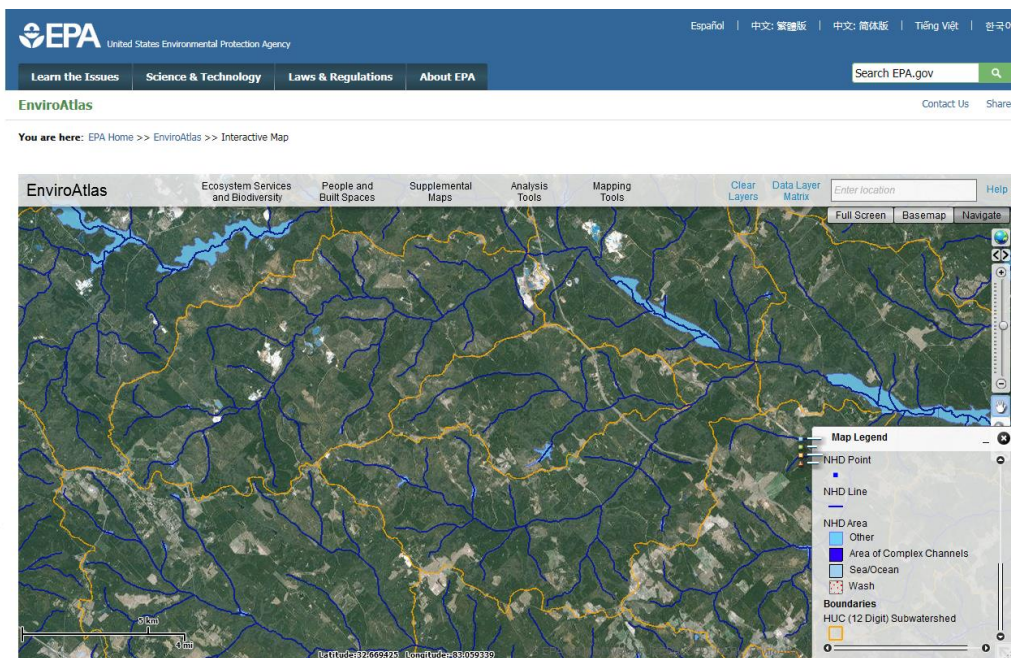 EPA United States Environmental Protection Agency
Español | 中文: 繁體版 | 中文: 简体版 | Tiếng Việt | 한국어
Learn the Issues Science & Technology Laws & Regulations About EPA Search EPA.gov
EnviroAtlas Contact Us Share
You are here: EPA Home >> EnviroAtlas >> Interactive Map
EnviroAtlas Ecosystem Services and Biodiversity People and Built Spaces Supplemental Maps Analysis Tools Mapping Tools Clear Layers Data Layer Matrix Enter location Help
Full Screen Basemap Navigate
Map Legend
NHD Point
NHD Line
NHD Area
Other
Area of Complex Channels
Sea/Ocean
Wash
Boundaries
HUC (12 Digit) Subwatershed
5 km
4 mi
Latitude:32.669425 Longitude:-83.059339